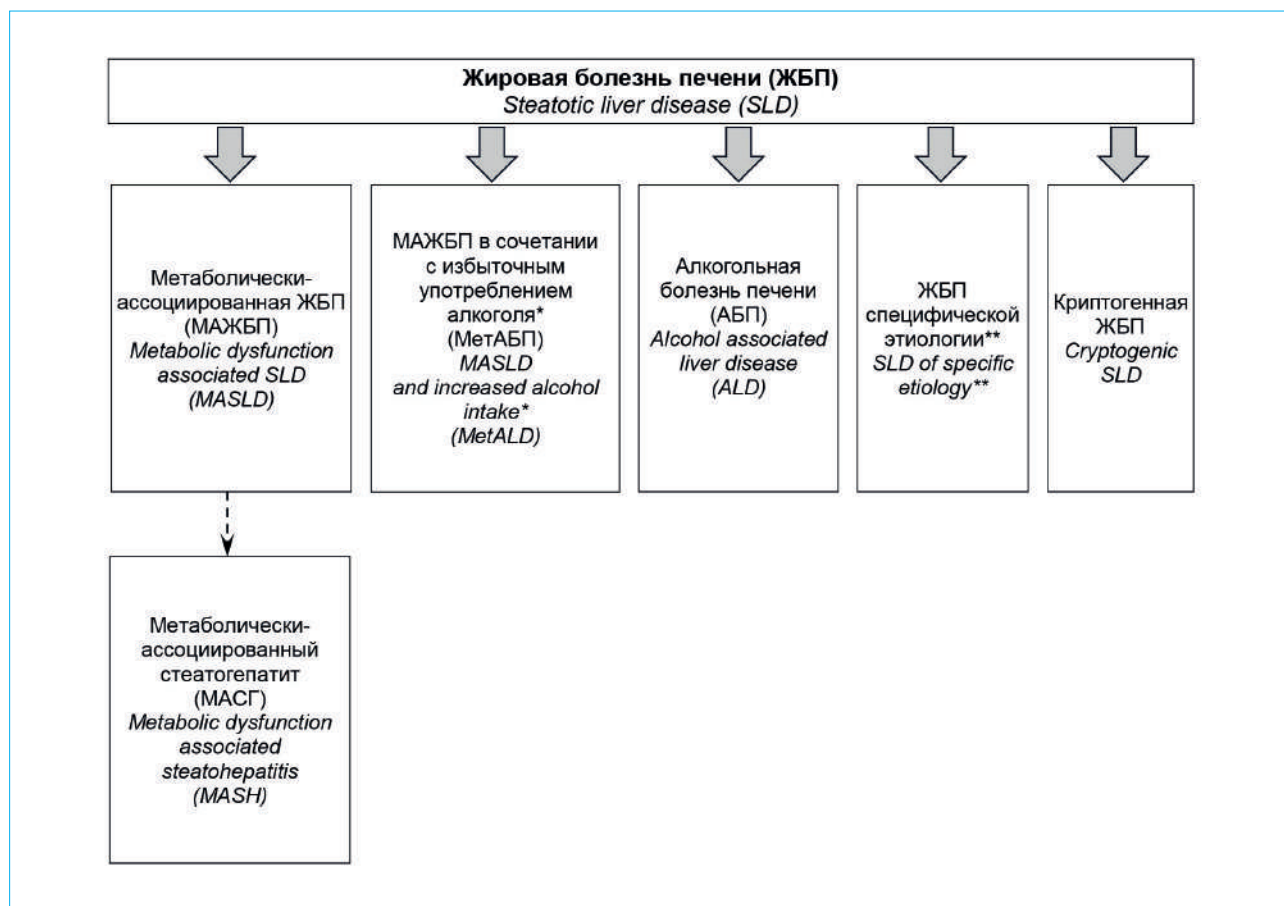 Жировая болезнь печени (ЖБП)
Steatotic liver disease (SLD)
Метаболически-
ассоциированная ЖБП
(МАЖБП)
Metabolic dysfunction
associated SLD
(MASLD)
МАЖБП в сочетании
с избыточным
употреблением
алкоголя*
(МетАБП)
MASLD
and increased alcohol
intake*
(MetALD)
Алкогольная
болезнь печени
(АБП)
Alcohol associated
liver disease
(ALD)
ЖБП
специфической
этиологии**
SLD of specific
etiology**
Криптогенная
ЖБП
Cryptogenic
SLD
Метаболически-
ассоциированный
стеатогепатит
(МАСГ)
Metabolic dysfunction
associated
steatohepatitis
(MASH)